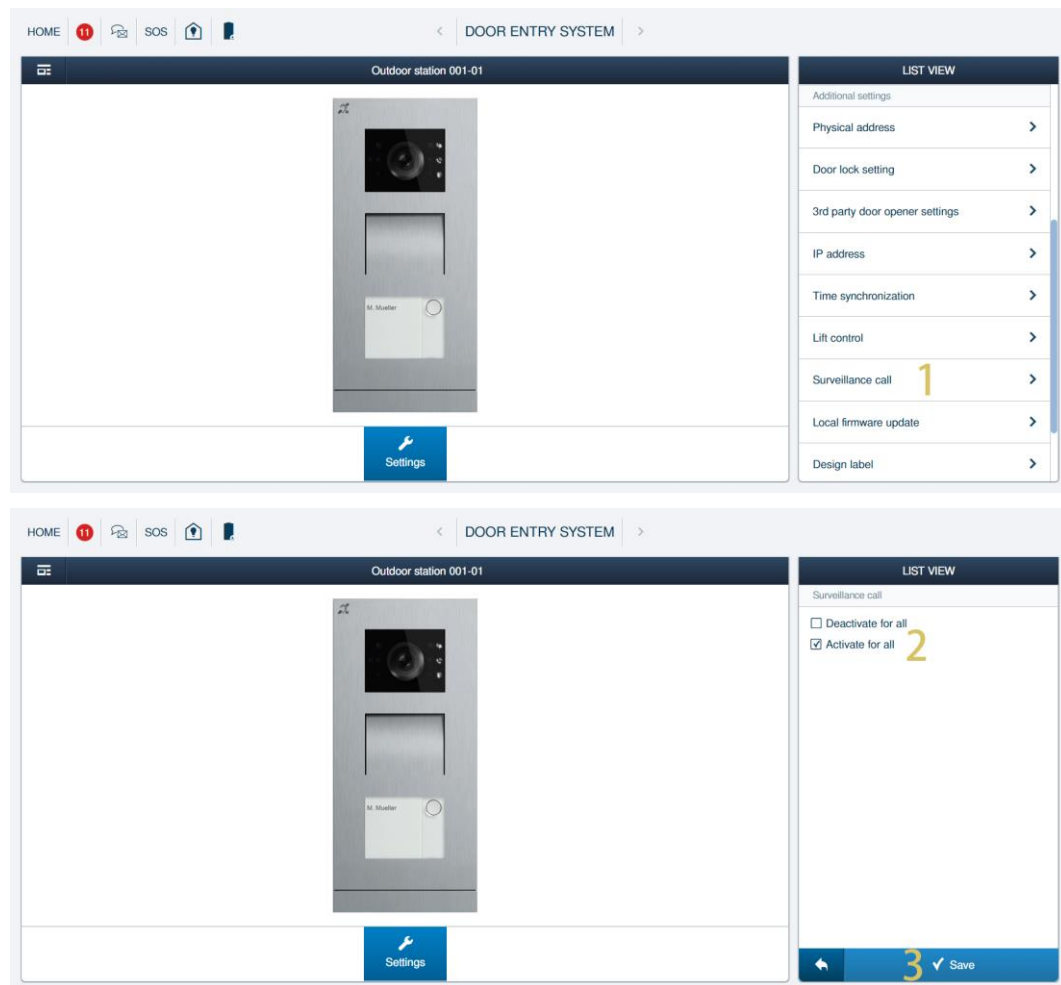 HOME 11 SOS < DOOR ENTRY SYSTEM >
Outdoor station 001-01
M. Mueller
Settings
LIST VIEW
Additional settings
Physical address
Door lock setting
3rd party door opener settings
IP address
Time synchronization
Lift control
Surveillance call 1
Local firmware update
Design label
HOME 11 SOS < DOOR ENTRY SYSTEM >
Outdoor station 001-01
M. Mueller
Settings
LIST VIEW
Surveillance call
Deactivate for all
Activate for all 2
3 Save